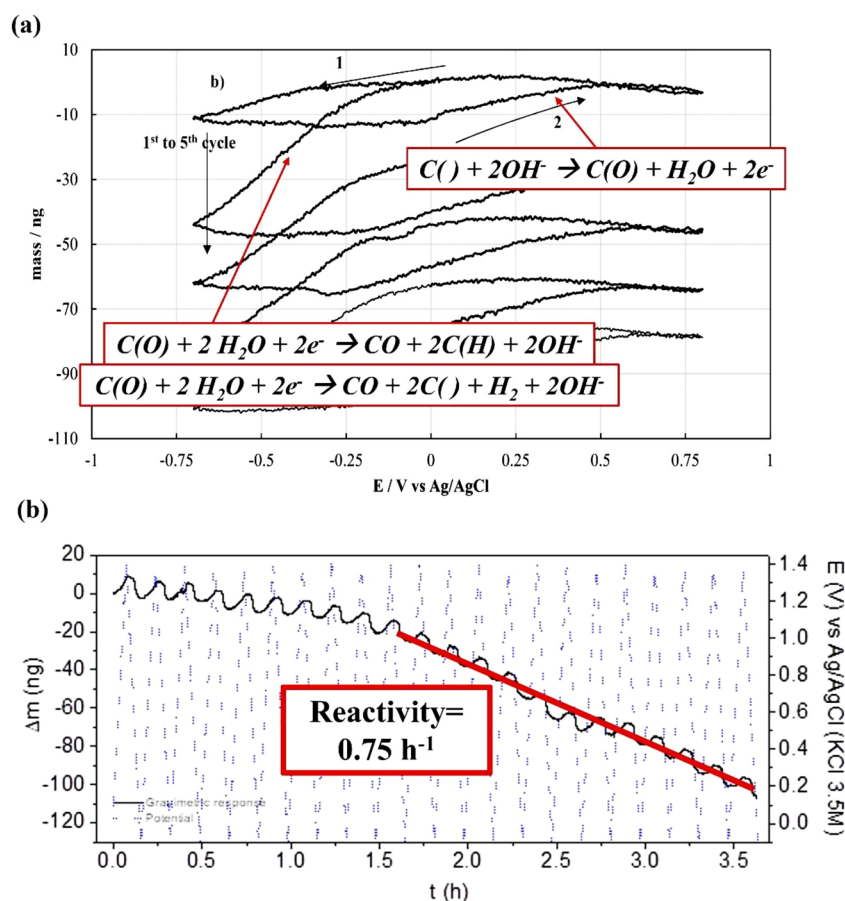 (a)
10
-10
-30
-50
-70
-90
-110
mass / ng
b)
1
1st to 5th cycle
2
C( ) + 2OH- → C(O) + H2O + 2e-
C(O) + 2 H2O + 2e- → CO + 2C(H) + 2OH-
C(O) + 2 H2O + 2e- → CO + 2C( ) + H2 + 2OH-
-1 -0.75 -0.5 -0.25 0 0.25 0.5 0.75 1
E / V vs Ag/AgCl
(b)
20
0
-20
-40
-60
-80
-100
-120
Δm (ng)
Reactivity=
0.75 h-1
Gravimetric response
Potential
1.4
1.2
1.0
0.8
0.6
0.4
0.2
0.0
E (V) vs Ag/AgCl (KCl 3.5M)
0.0 0.5 1.0 1.5 2.0 2.5 3.0 3.5
t (h)